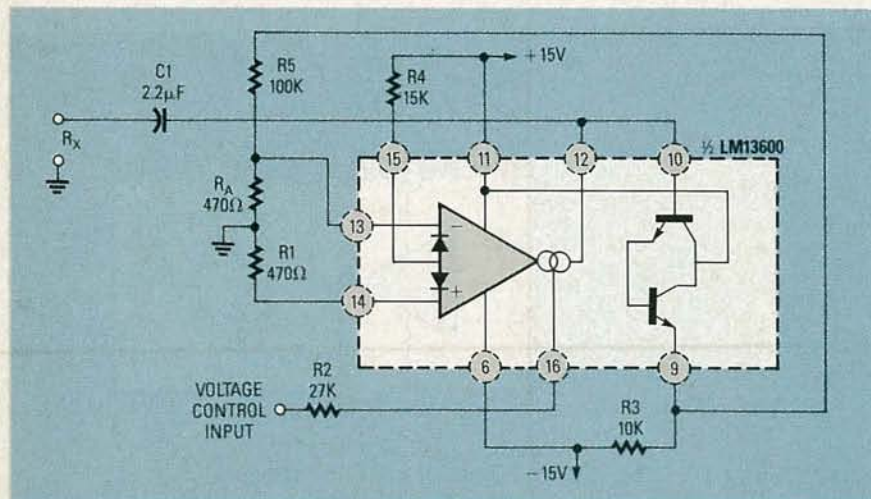 R5
100K
C1
2.2µF
R4
15K
+15V
RX
½ LM13600
15
11
12
10
RA
470Ω
R1
470Ω
13
−
14
+
6
16
9
R2
27K
VOLTAGE
CONTROL
INPUT
R3
10K
−15V